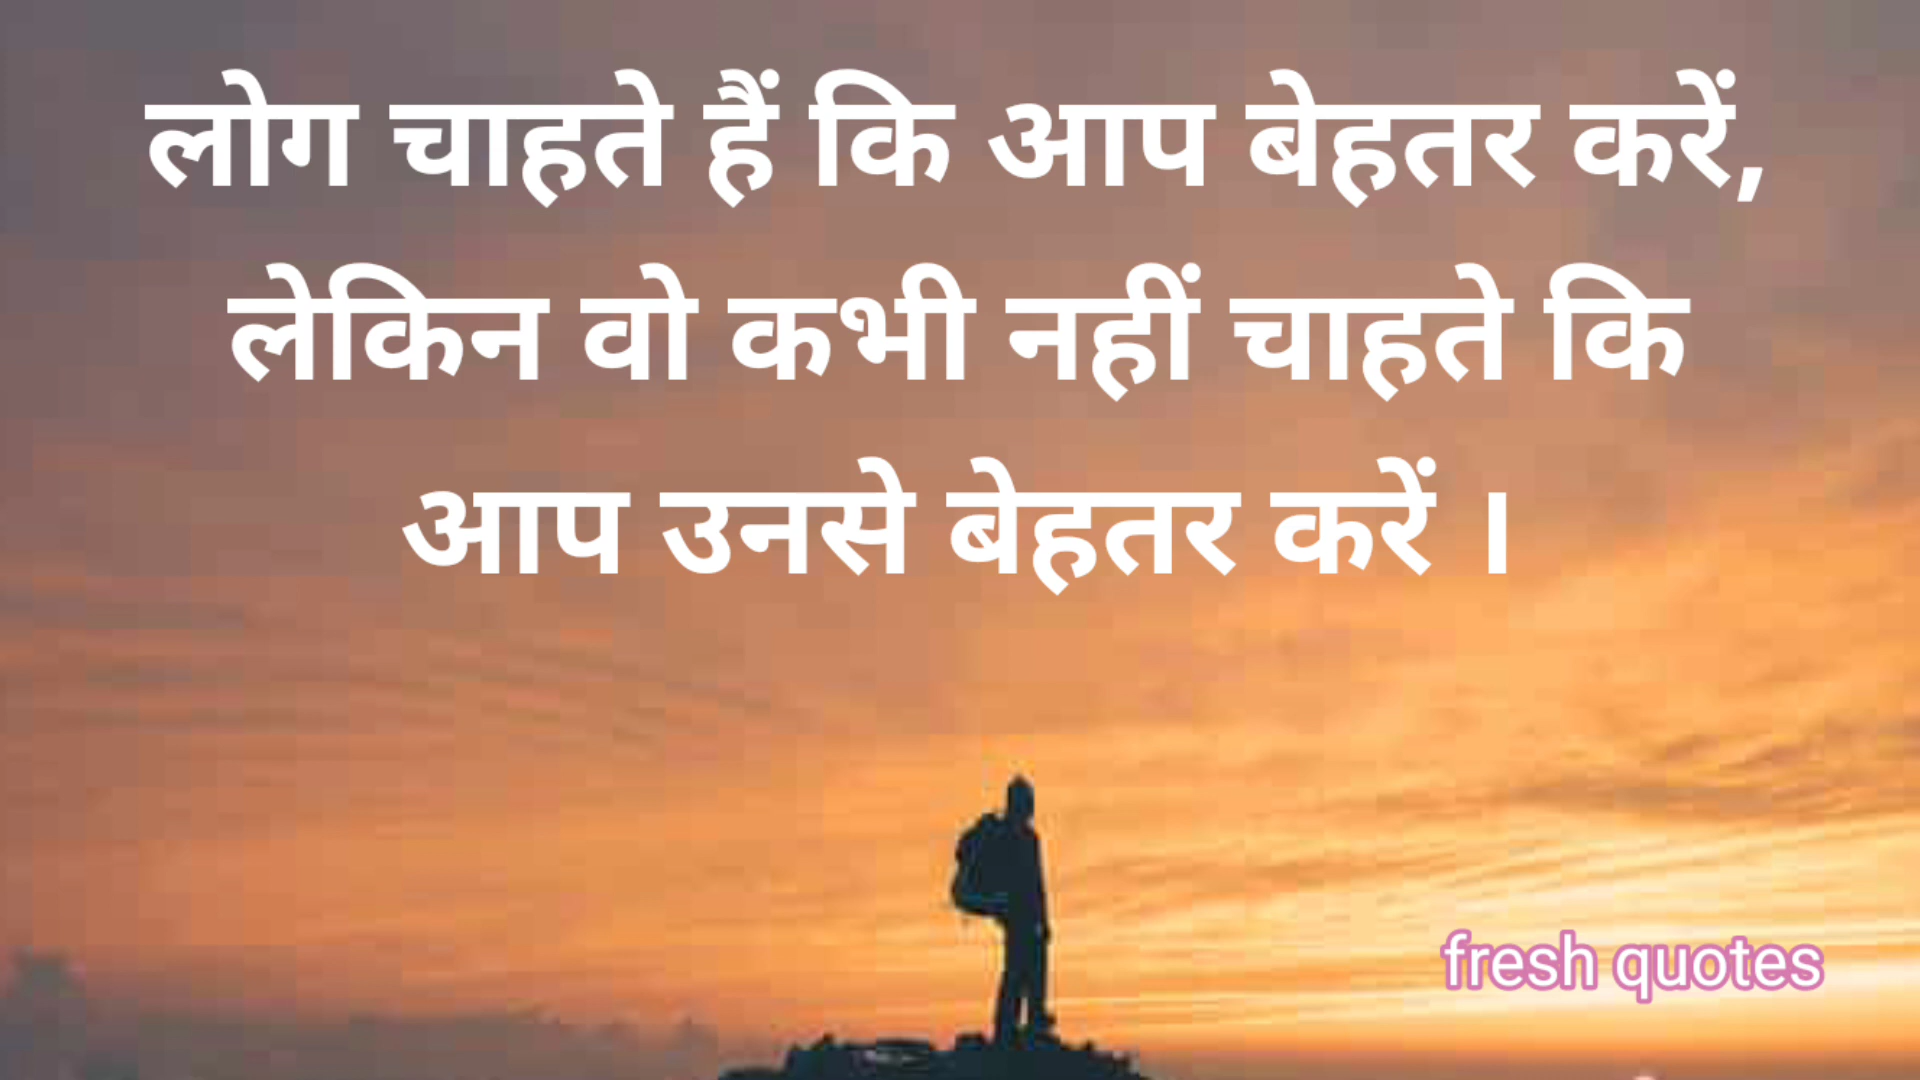 लोग चाहते हैं कि आप बेहतर करें,
लेकिन वो कभी नहीं चाहते कि
आप उनसे बेहतर करें ।
fresh quotes